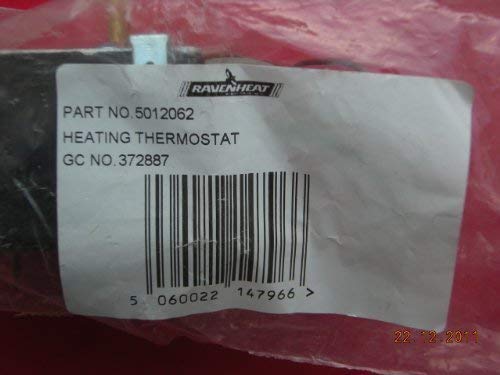 RAVENHEAT
PART NO.5012062
HEATING THERMOSTAT
GC NO.372887
5 060022 147966 >
22.12.2011